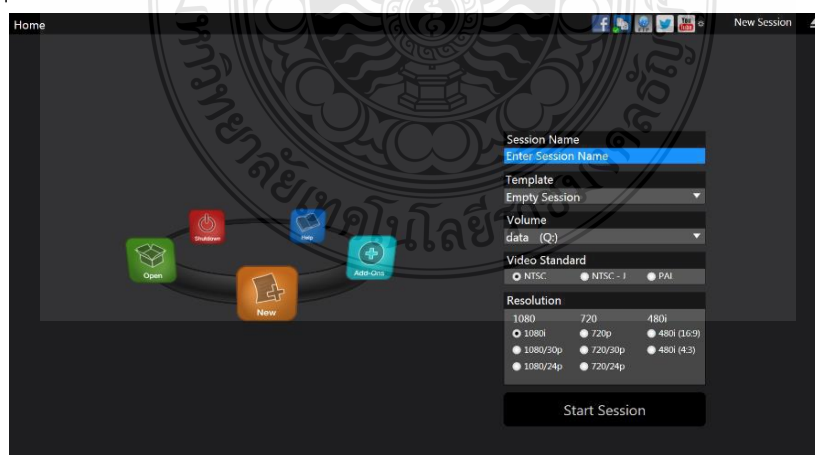 Home
New Session
Session Name
Enter Session Name
Template
Empty Session
Volume
data (Q:)
Video Standard
NTSC NTSC - J PAL
Resolution
1080 720 480i
1080i 720p 480i (16:9)
1080/30p 720/30p 480i (4:3)
1080/24p 720/24p
Start Session
Shutdown
Help
Open
Add-Ons
New